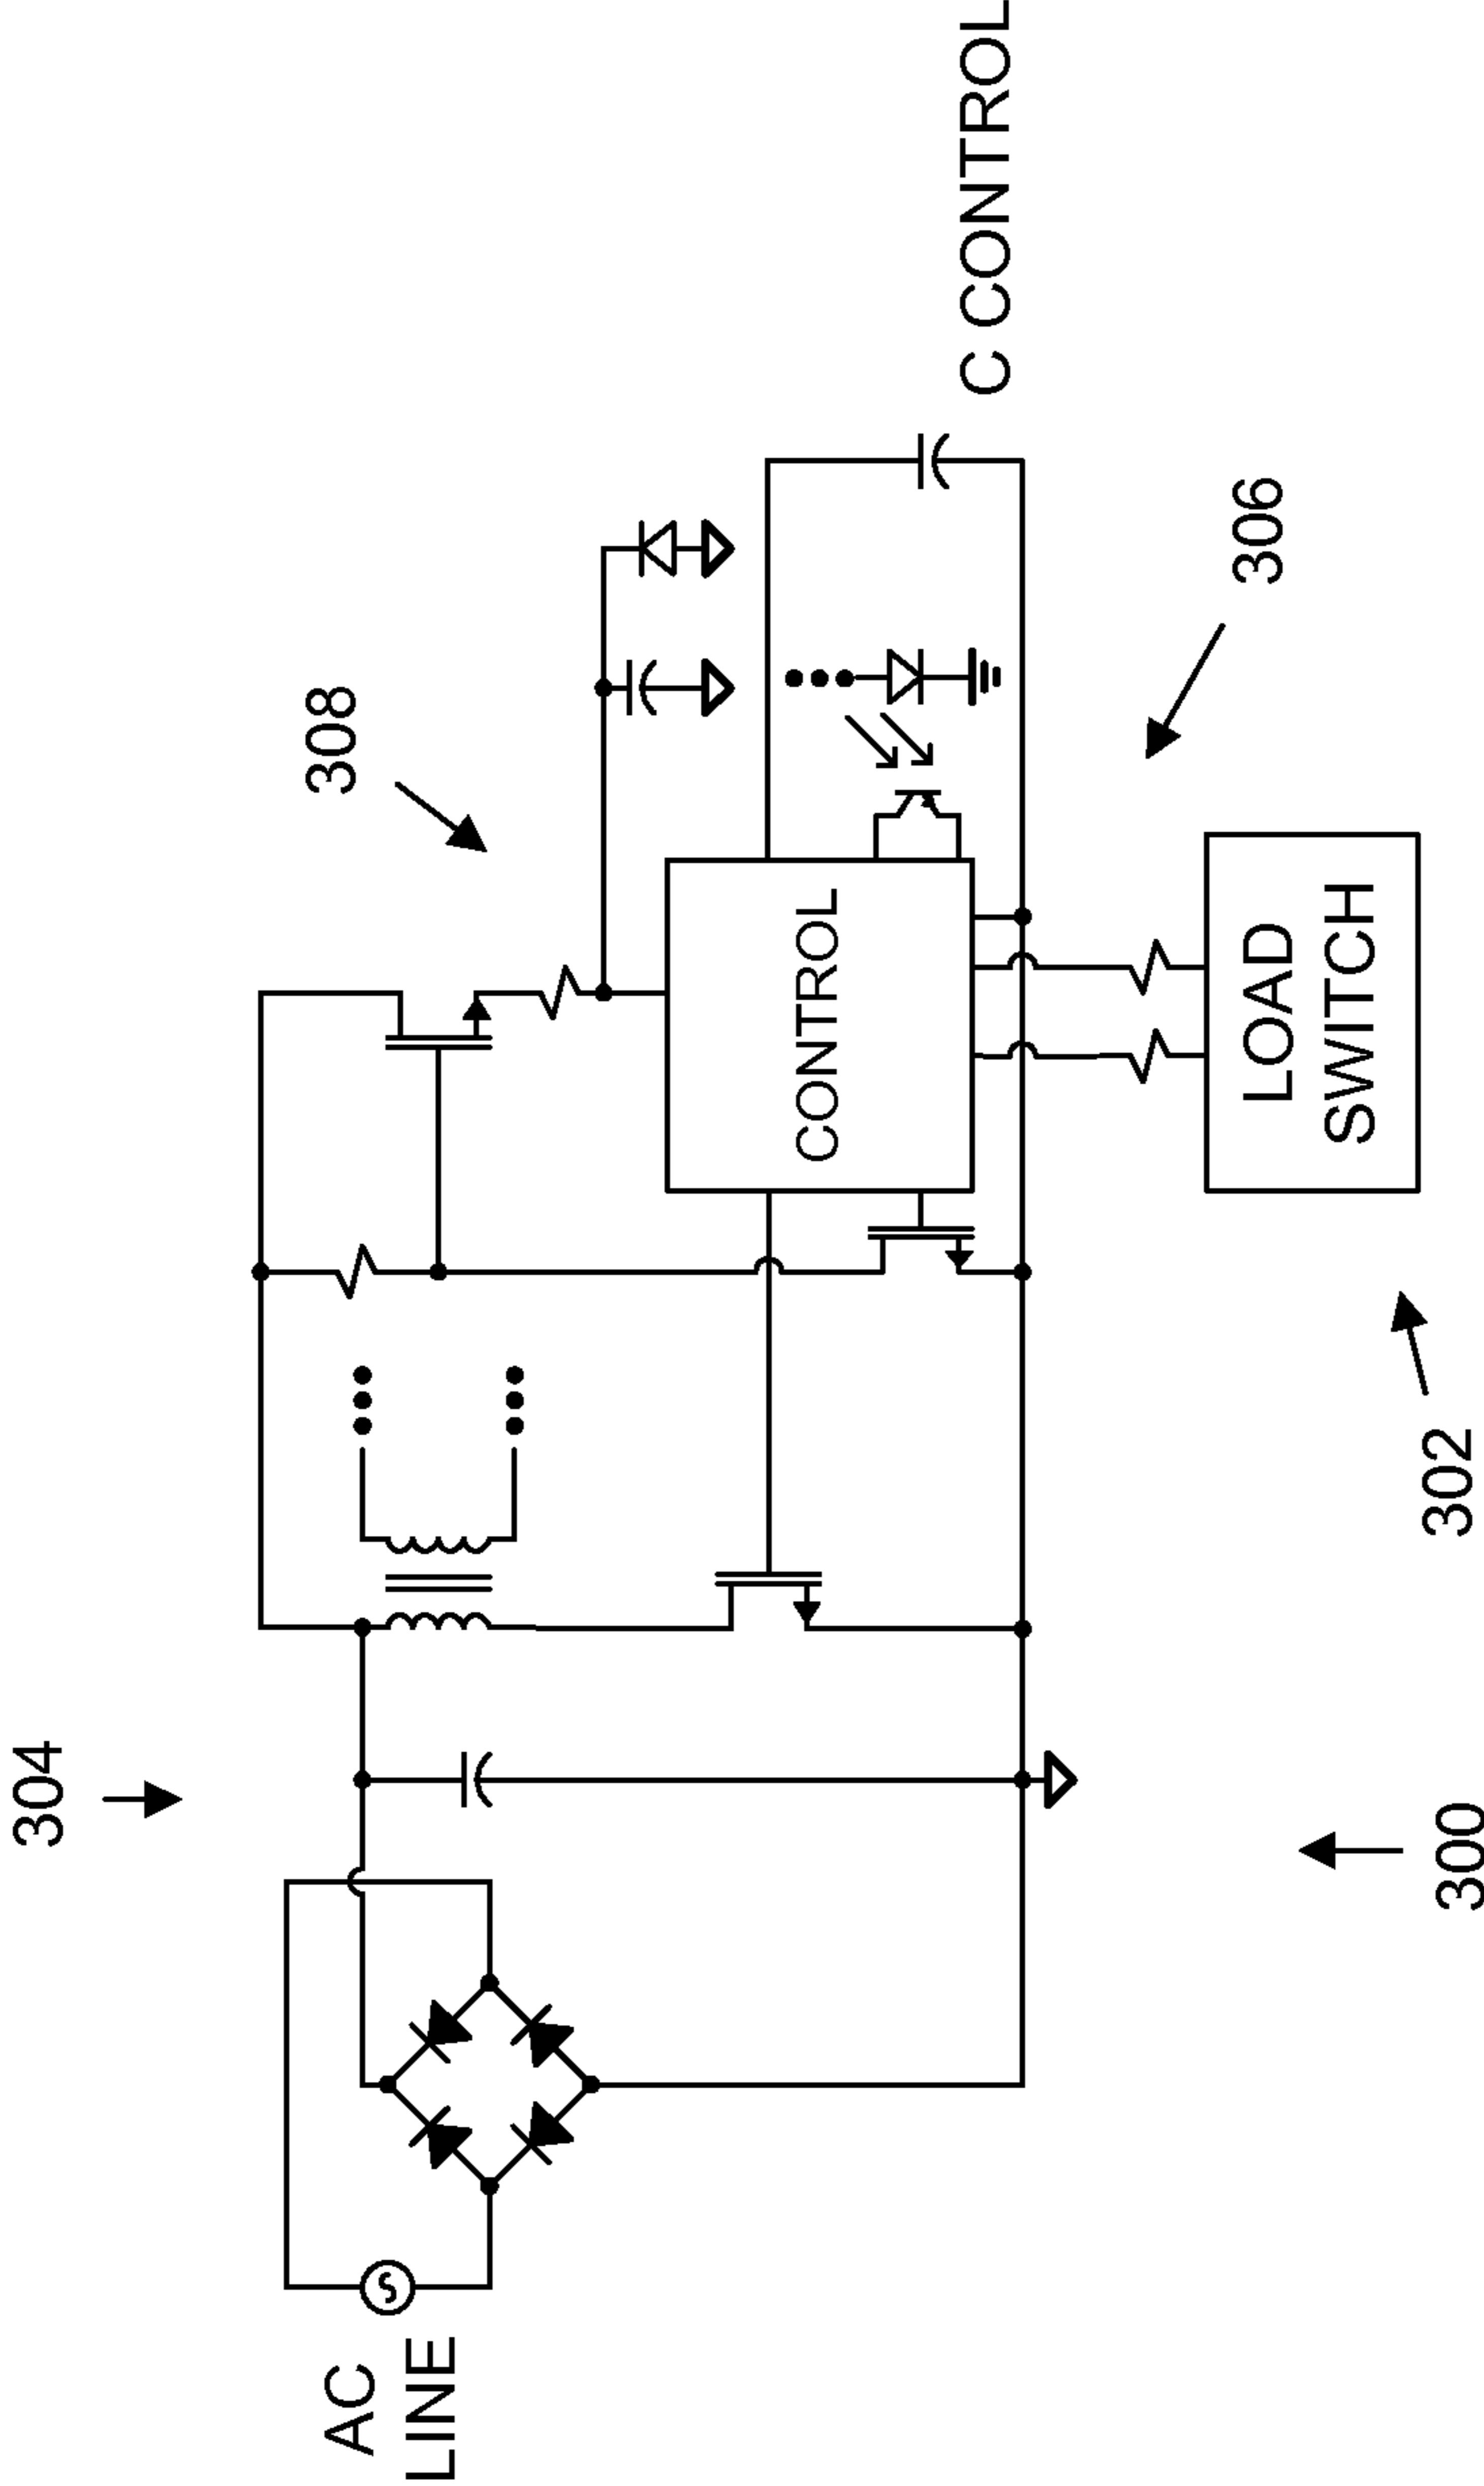 304
308
AC
LINE
CONTROL
C CONTROL
306
LOAD
SWITCH
300
302